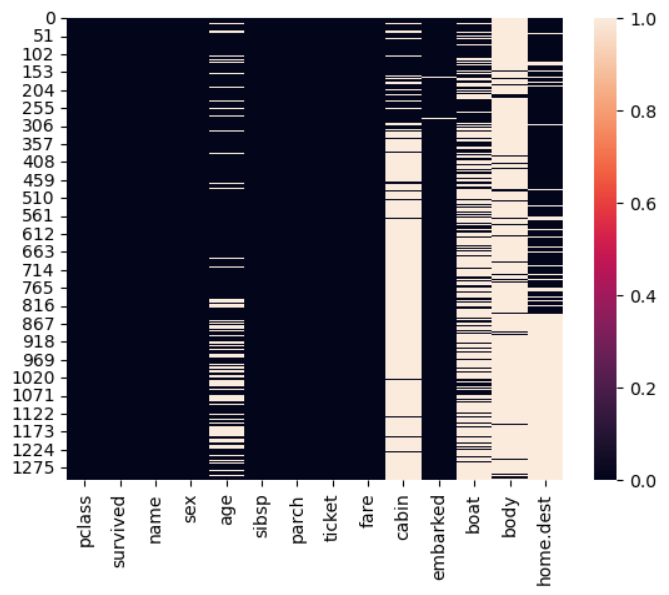 0
51
102
153
204
255
306
357
408
459
510
561
612
663
714
765
816
867
918
969
1020
1071
1122
1173
1224
1275
pclass
survived
name
sex
age
sibsp
parch
ticket
fare
cabin
embarked
boat
body
home.dest
1.0
0.8
0.6
0.4
0.2
0.0